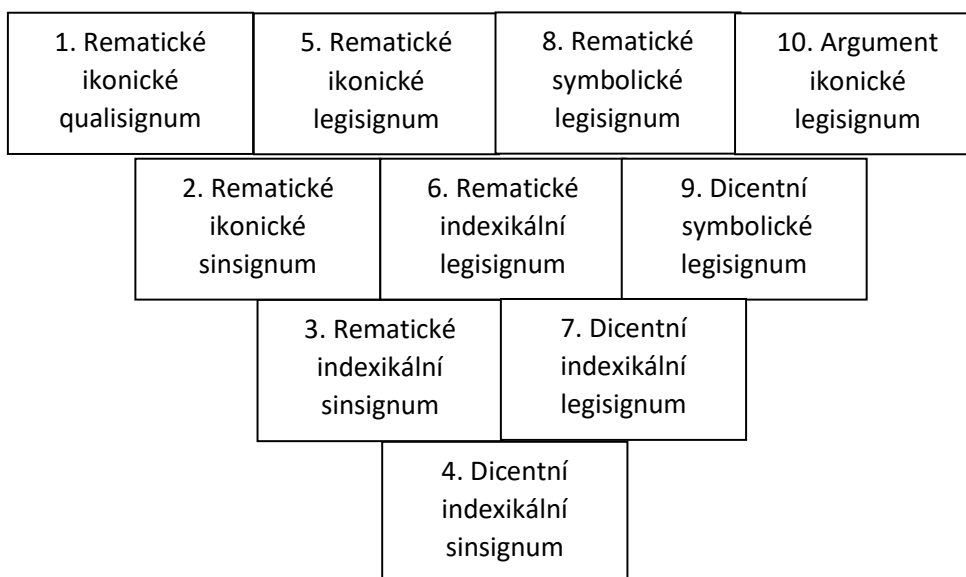 1. Rematické
ikonické
qualisignum
5. Rematické
ikonické
legisignum
8. Rematické
symbolické
legisignum
10. Argument
ikonické
legisignum
2. Rematické
ikonické
sinsignum
6. Rematické
indexikální
legisignum
9. Dicentní
symbolické
legisignum
3. Rematické
indexikální
sinsignum
7. Dicentní
indexikální
legisignum
4. Dicentní
indexikální
sinsignum